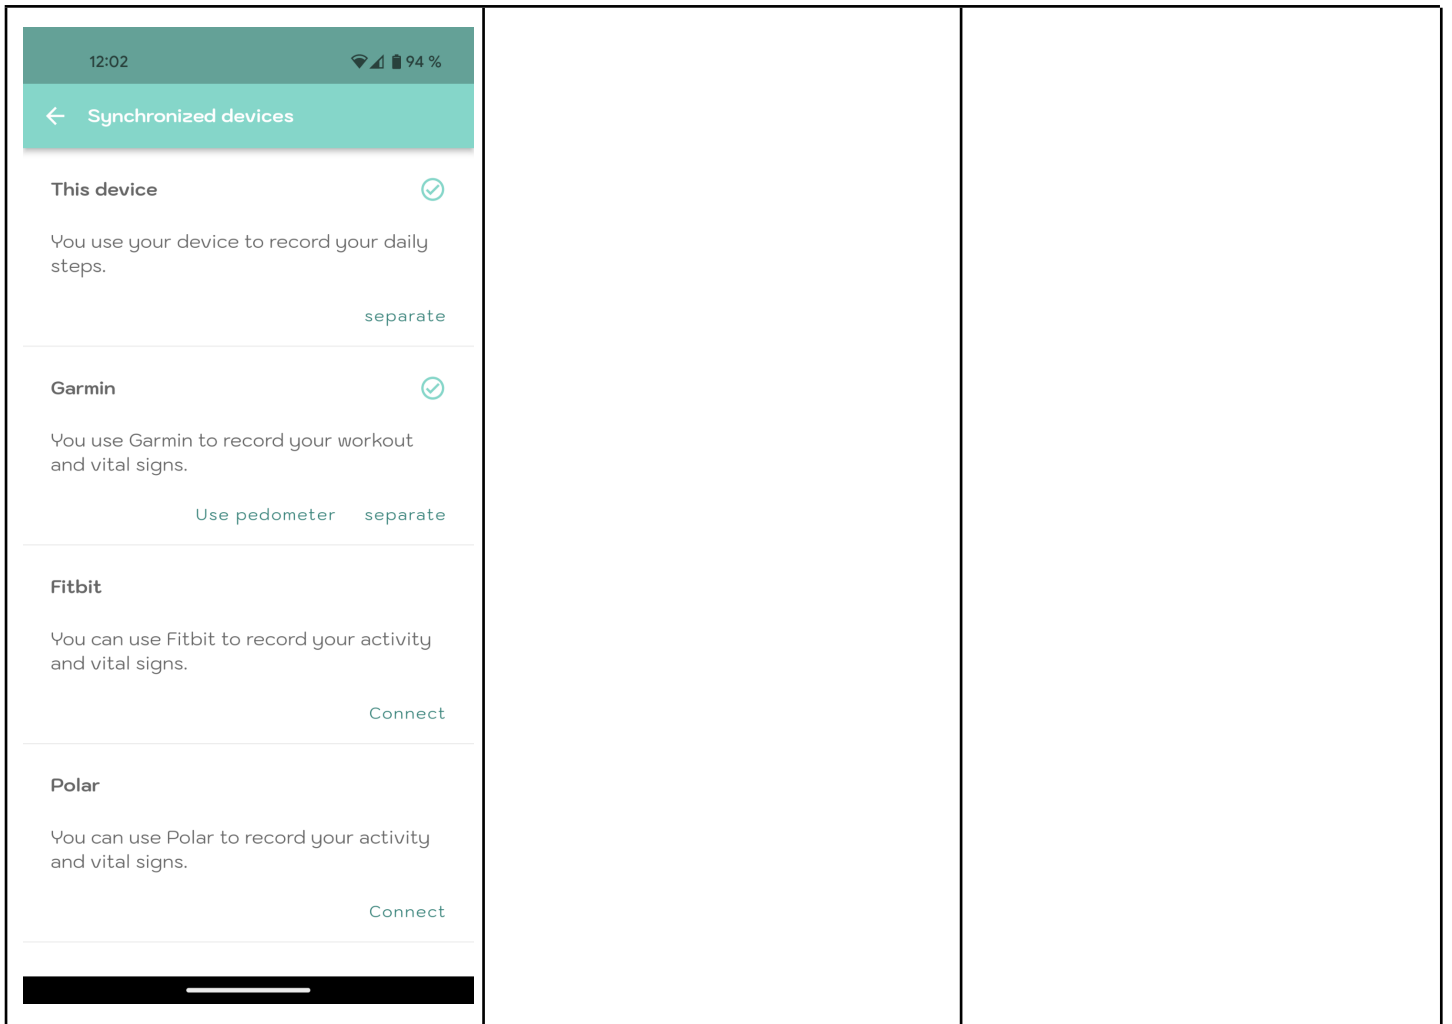 12:02 94 %
Synchronized devices
This device
You use your device to record your daily
steps.
separate
Garmin
You use Garmin to record your workout
and vital signs.
Use pedometer separate
Fitbit
You can use Fitbit to record your activity
and vital signs.
Connect
Polar
You can use Polar to record your activity
and vital signs.
Connect